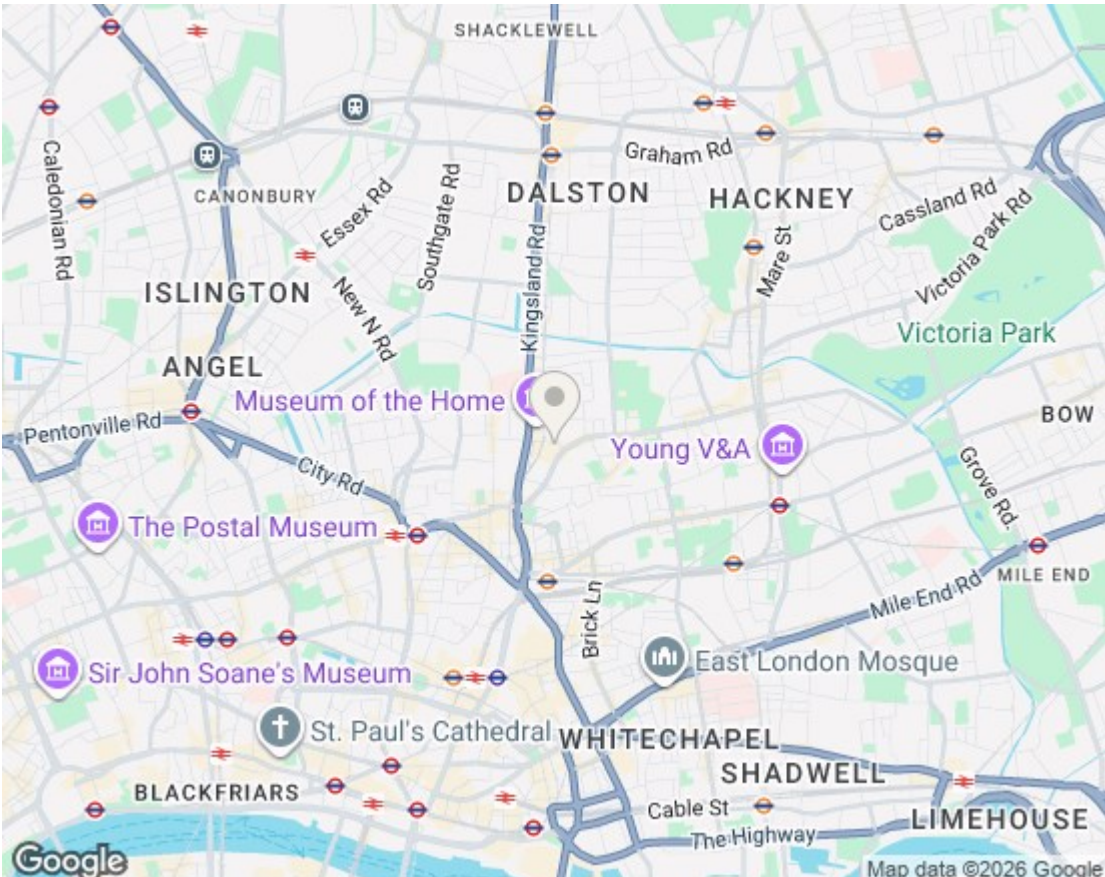 SHACKLEWELL
Graham Rd
Caledonian Rd
CANONBURY
Essex Rd
Southgate Rd
DALSTON
HACKNEY
Cassland Rd
Victoria Park Rd
Mare St
Kingsland Rd
ISLINGTON
New N Rd
Victoria Park
ANGEL
Museum of the Home
Pentonville Rd
BOW
Young V&A
City Rd
Grove Rd.
The Postal Museum
MILE END
Mile End Rd
Brick Ln
East London Mosque
Sir John Soane's Museum
St. Paul's Cathedral
WHITECHAPEL
SHADWELL
BLACKFRIARS
Cable St
LIMEHOUSE
The Highway
Google
Map data ©2026 Google